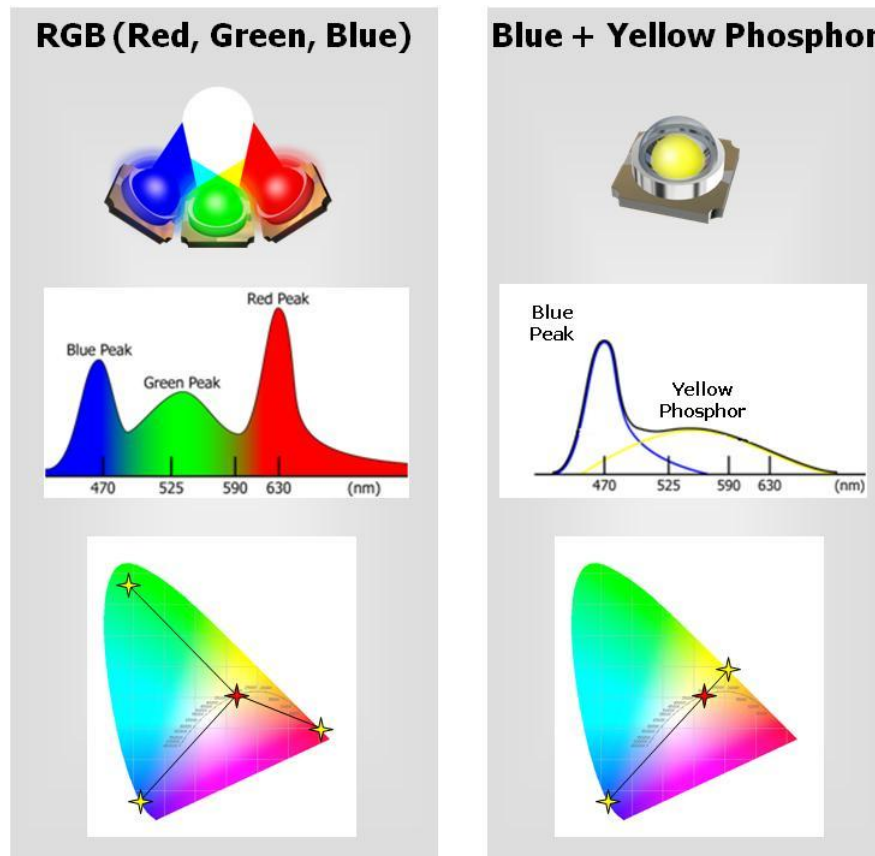 RGB (Red, Green, Blue)
Blue Peak
Green Peak
Red Peak
470 525 590 630 (nm)
Blue + Yellow Phosphor
Blue
Peak
Yellow
Phosphor
470 525 590 630 (nm)